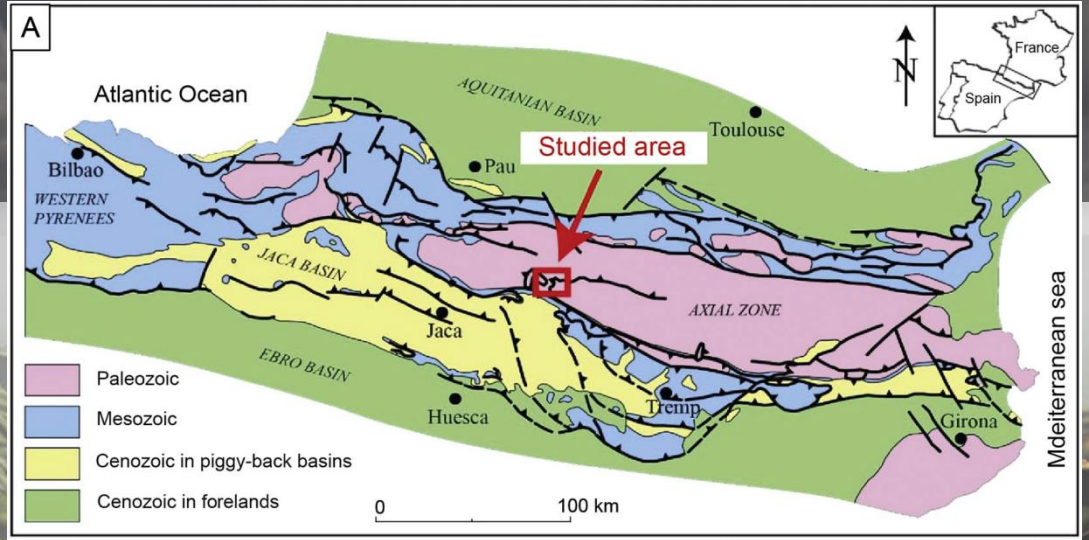 A
Atlantic Ocean
AQUITANIAN BASIN
N
France
Spain
Toulouse
Studied area
Bilbao
Pau
WESTERN
PYRENEES
JACA BASIN
AXIAL ZONE
Jaca
EBRO BASIN
Huesca
Tremp
Girona
Mdeiterranean sea
Paleozoic
Mesozoic
Cenozoic in piggy-back basins
Cenozoic in forelands
0
100 km